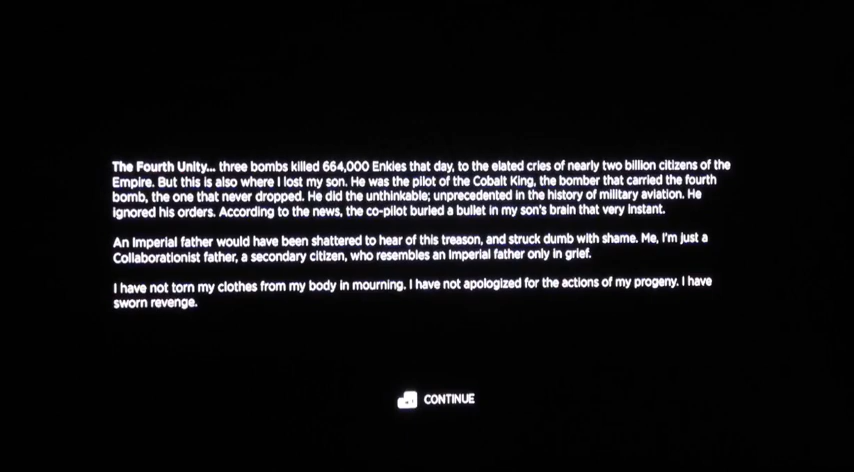 The Fourth Unity... three bombs killed 664,000 Enkies that day, to the elated cries of nearly two billion citizens of the
Empire. But this is also where I lost my son. He was the pilot of the Cobalt King, the bomber that carried the fourth
bomb, the one that never dropped. He did the unthinkable; unprecedented in the history of military aviation. He
ignored his orders. According to the news, the co-pilot buried a bullet in my son's brain that very instant.
An Imperial father would have been shattered to hear of this treason, and struck dumb with shame. Me, I'm just a
Collaborationist father, a secondary citizen, who resembles an Imperial father only in grief.
I have not torn my clothes from my body in mourning. I have not apologized for the actions of my progeny. I have
sworn revenge.
CONTINUE